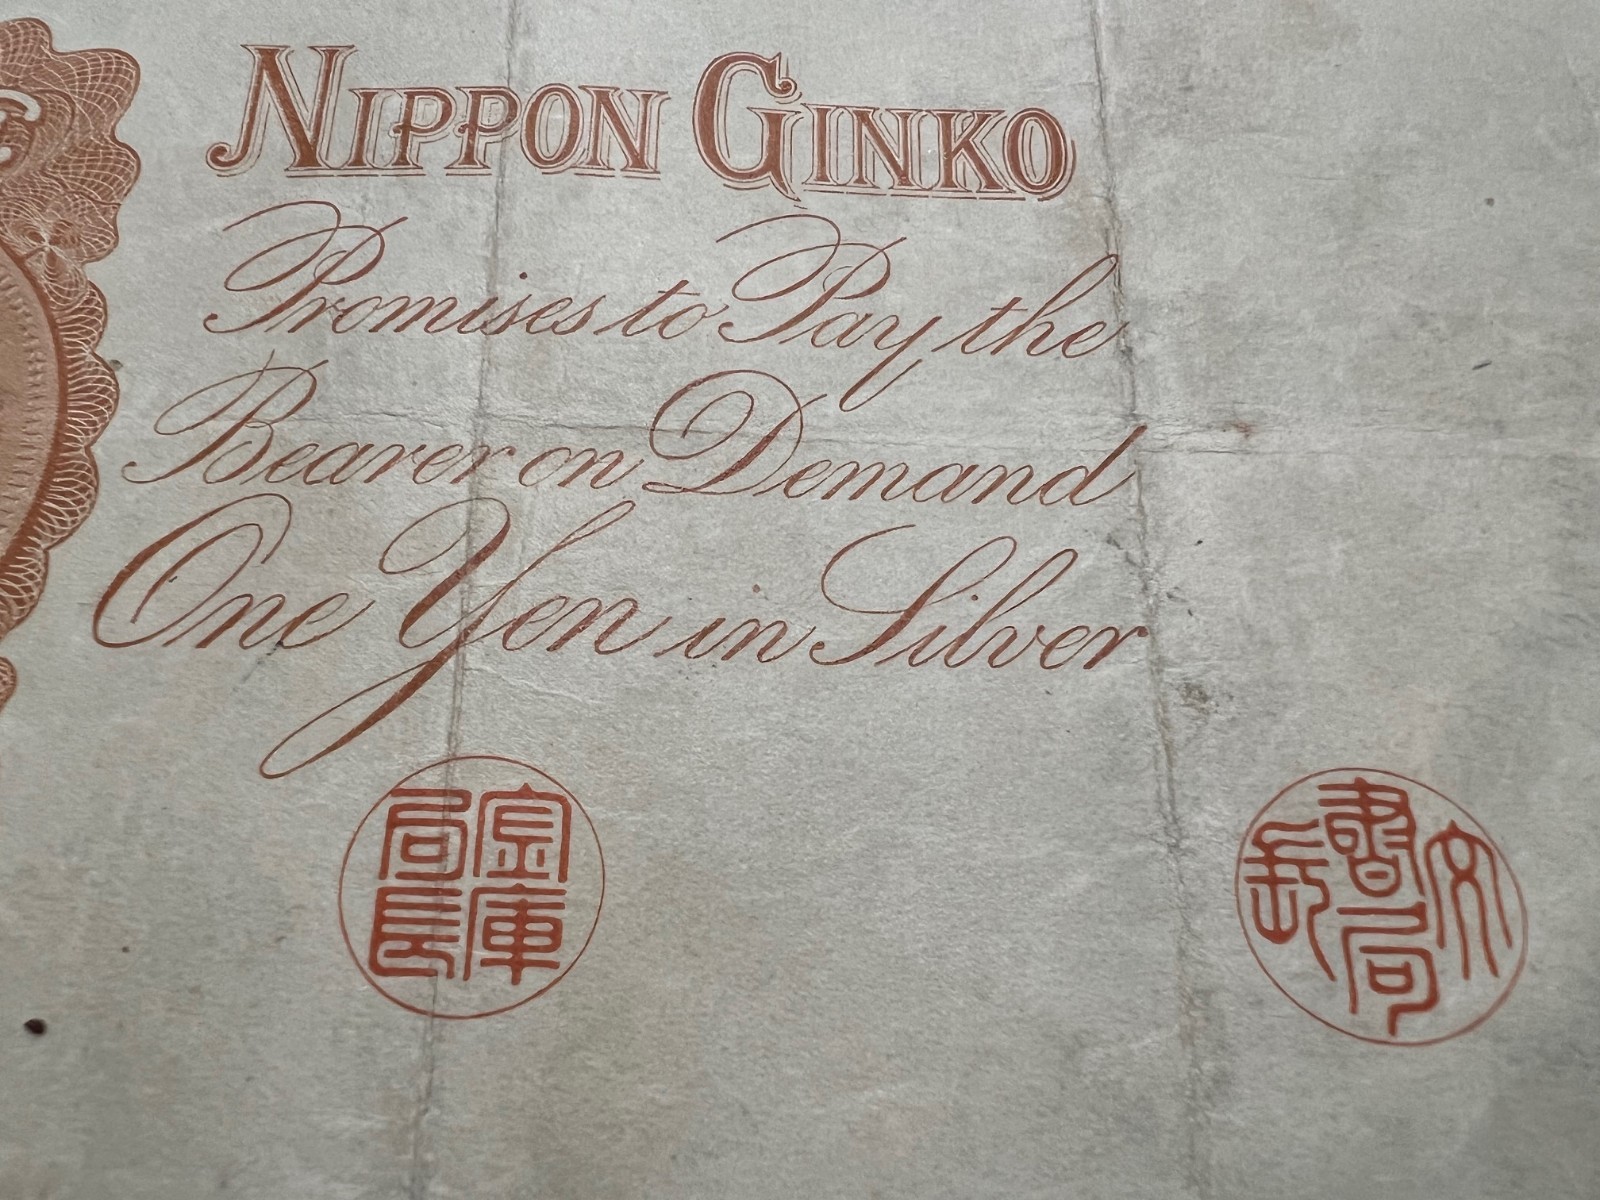 NIPPON GINKO
Promises to Pay the
Bearer on Demand
One Yen in Silver
金庫局長
文書局長